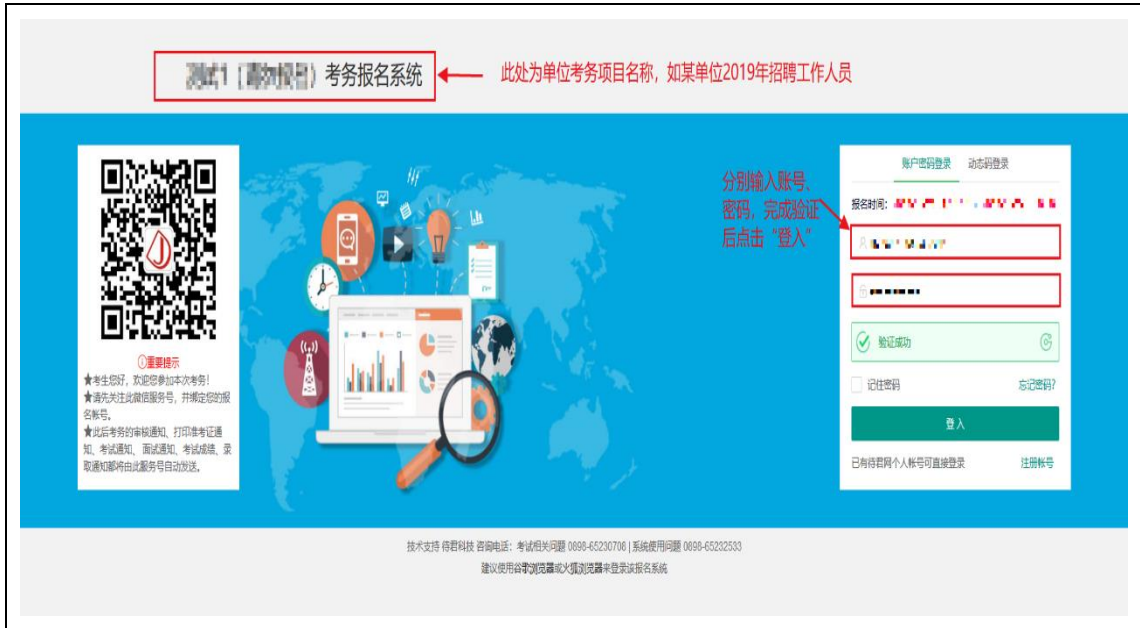 ）考务报名系统
此处为单位考务项目名称，如某单位2019年招聘工作人员
账户密码登录 动态码登录
报名时间：
分别输入账号、
密码，完成验证
后点击“登入”
验证成功
记住密码 忘记密码?
登入
已有待君网个人帐号可直接登录 注册帐号
重要提示
★考生您好，欢迎您参加本次考务！
★请先关注此微信服务号，并绑定您的报
名帐号。
★此后考务的审核通知、打印准考证通
知、考试通知、面试通知、考试成绩、录
取通知都将由此服务号自动发送。
技术支持 待君科技 咨询电话：考试相关问题 0898-65230706 | 系统使用问题 0898-65232533
建议使用谷歌浏览器或火狐浏览器来登录该报名系统